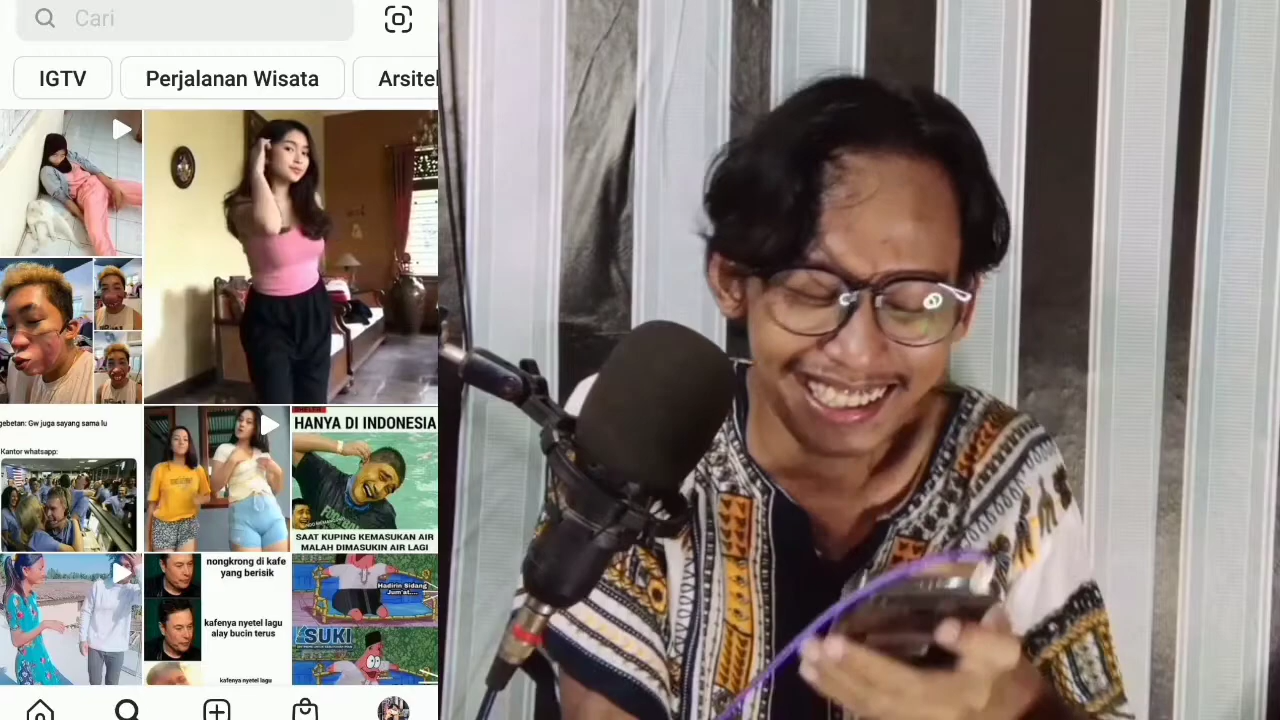 Cari
IGTV
Perjalanan Wisata
Arsite
gebetan: Gw juga sayang sama lu
Kantor whatsapp:
HANYA DI INDONESIA
SAAT KUPING KEMASUKAN AIR
MALAH DIMASUKIN AIR LAGI
nongkrong di kafe
yang berisik
kafenya nyetel lagu
alay bucin terus
kafenya nyetel lagu
Hadirin Sidang
Jum'at....
SUKI